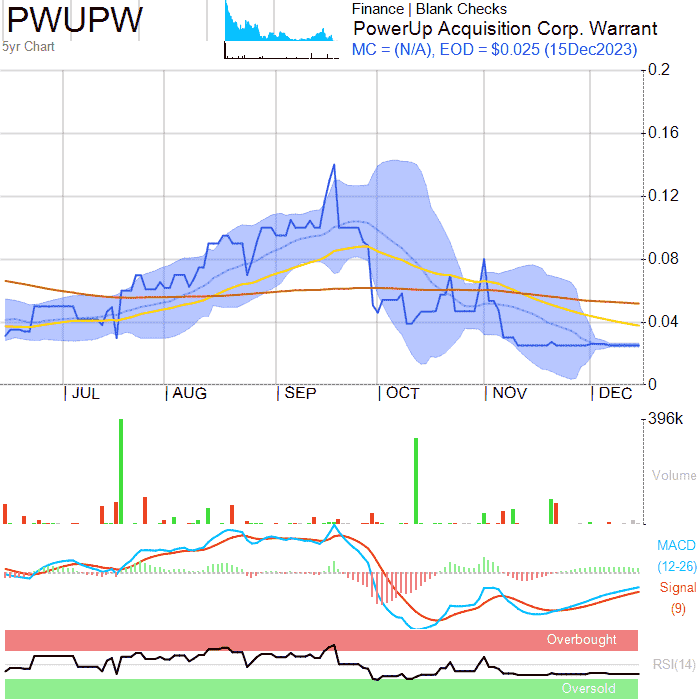 PWUPW
5yr Chart
Finance | Blank Checks
PowerUp Acquisition Corp. Warrant
MC = (N/A), EOD = $0.025 (15Dec2023)
0.2
0.16
0.12
0.08
0.04
0
JUL AUG SEP OCT NOV DEC
396k
Volume
MACD
(12-26)
Signal
(9)
Overbought
RSI(14)
Oversold